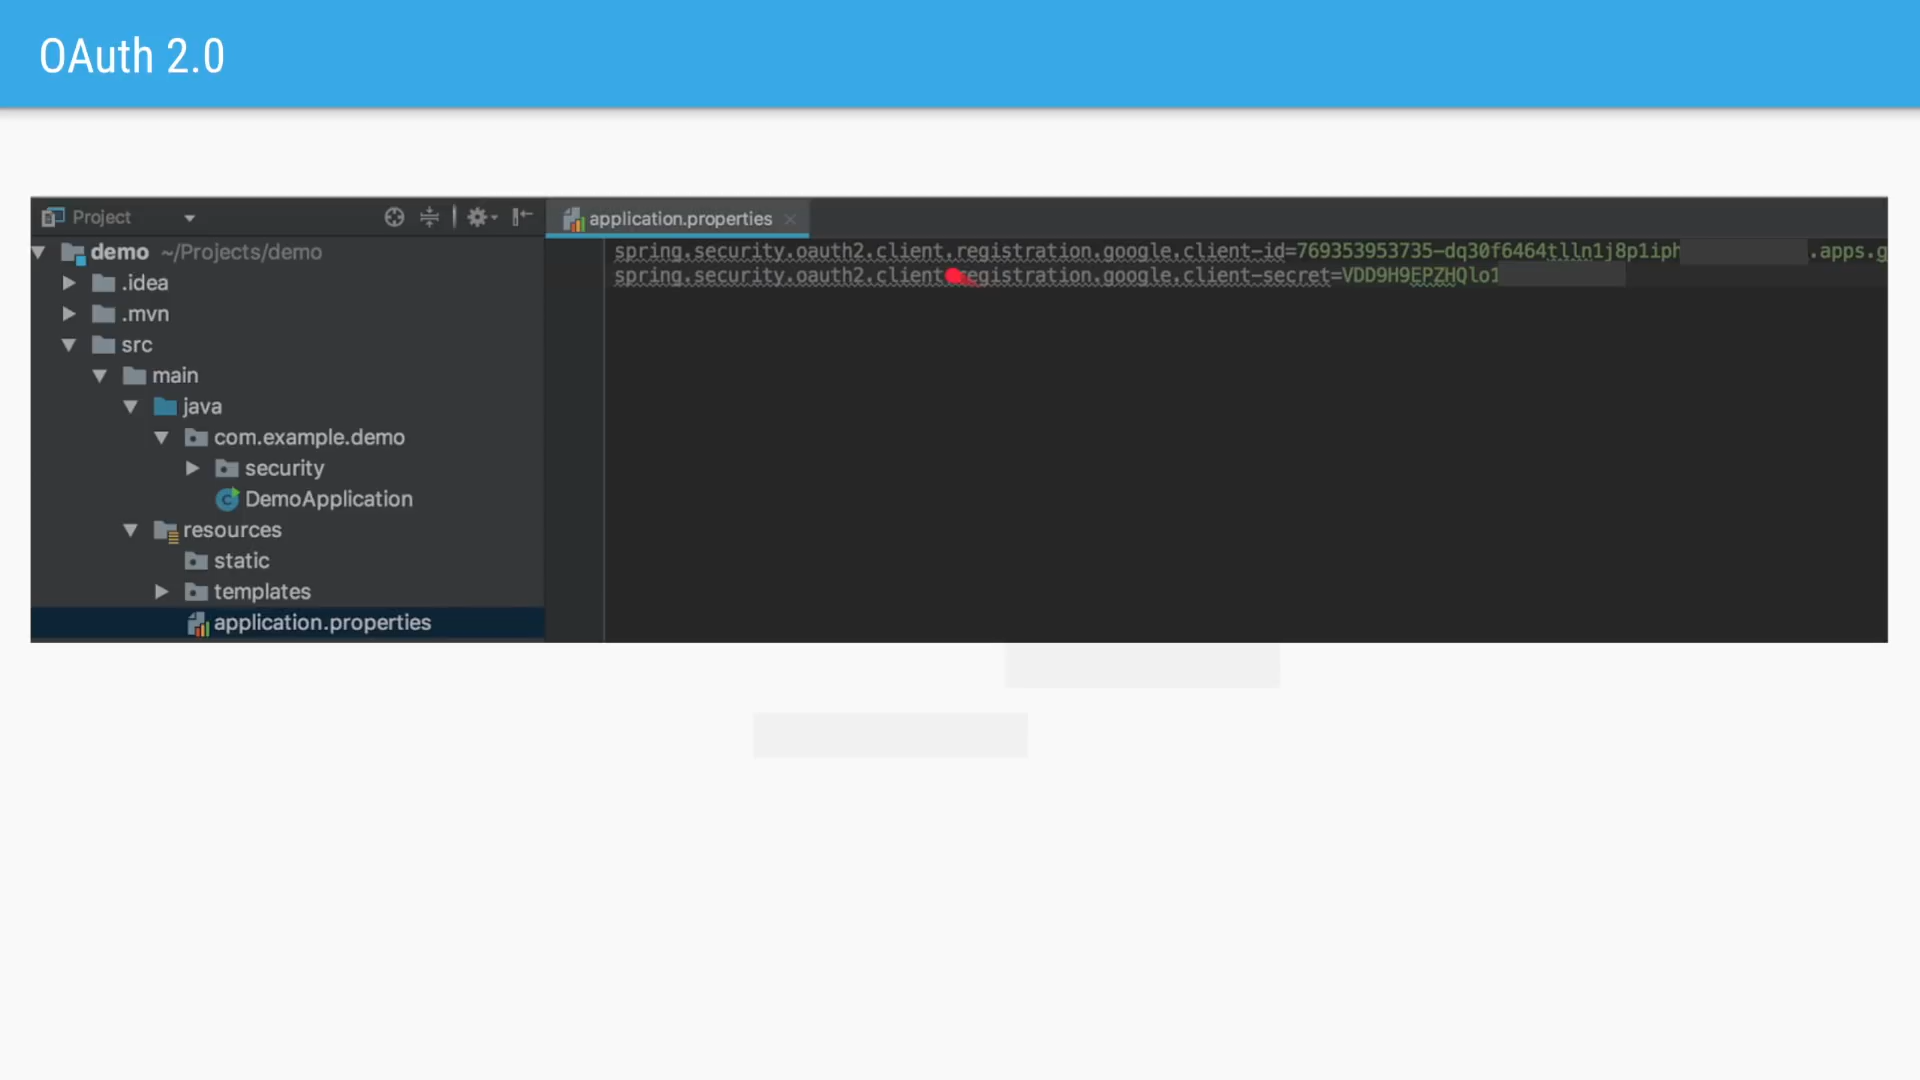 OAuth 2.0
Project
application.properties
demo ~/Projects/demo
spring.security.oauth2.client.registration.google.client-id=769353953735-dq30f6464tlln1j8p1iph .apps.g
spring.security.oauth2.client registration.google.client-secret=VDD9H9EPZHQlo1
.idea
.mvn
src
main
java
com.example.demo
security
DemoApplication
resources
static
templates
application.properties